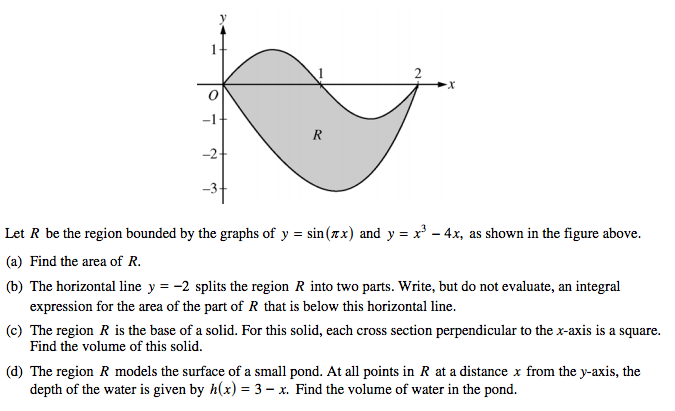 y
1
1
2
x
O
-1
R
-2
-3
Let R be the region bounded by the graphs of y = sin(πx) and y = x³ − 4x, as shown in the figure above.
(a) Find the area of R.
(b) The horizontal line y = −2 splits the region R into two parts. Write, but do not evaluate, an integral
expression for the area of the part of R that is below this horizontal line.
(c) The region R is the base of a solid. For this solid, each cross section perpendicular to the x-axis is a square.
Find the volume of this solid.
(d) The region R models the surface of a small pond. At all points in R at a distance x from the y-axis, the
depth of the water is given by h(x) = 3 − x. Find the volume of water in the pond.